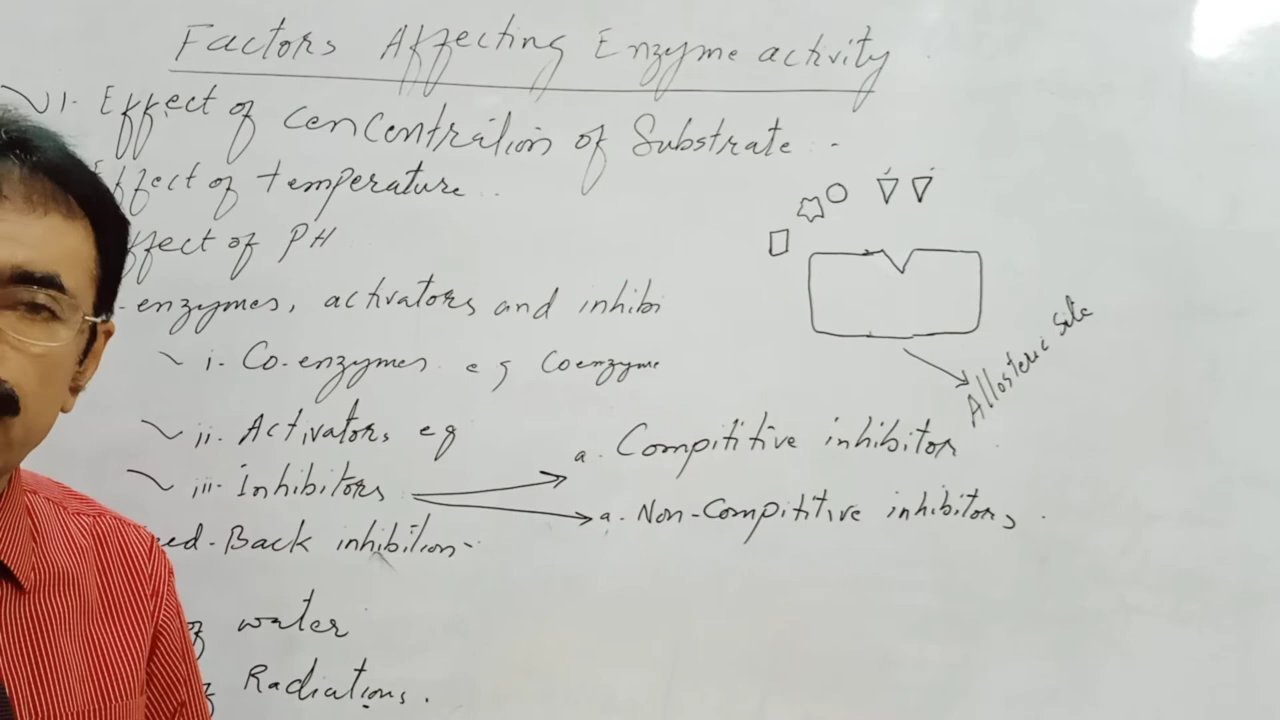 Factors Affecting Enzyme activity
1. Effect of concentration of Substrate.
ffect of temperature.
ffect of PH
enzymes, activators and inhibi
i. Co-enzymes. eg Coenzyme
ii. Activators eg
iii. Inhibitors
a. Compititive inhibitor
a. Non-Compititive inhibitors.
ed-Back inhibition-
of water
Radiations.
Allosteric Site